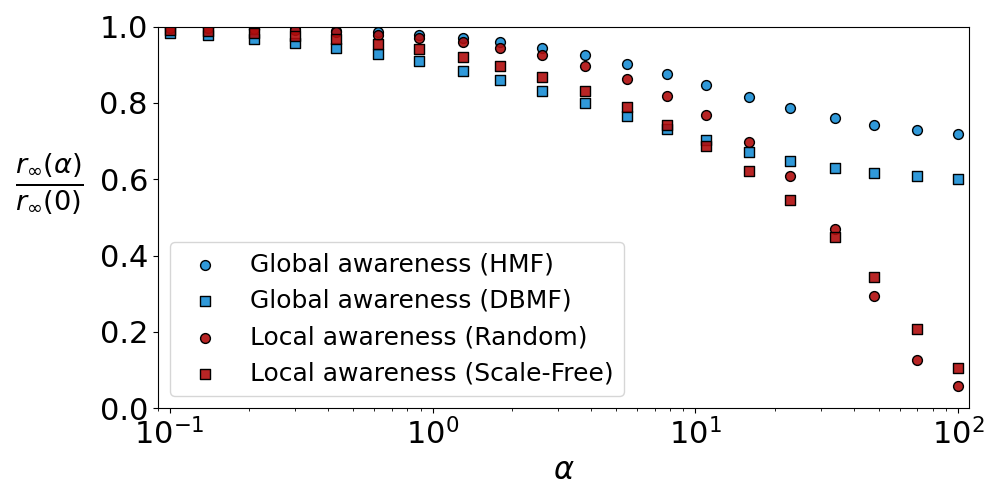 1.0
0.8
0.6
0.4
0.2
0.0
r∞(α)
r∞(0)
Global awareness (HMF)
Global awareness (DBMF)
Local awareness (Random)
Local awareness (Scale-Free)
10⁻¹ 10⁰ 10¹ 10²
α